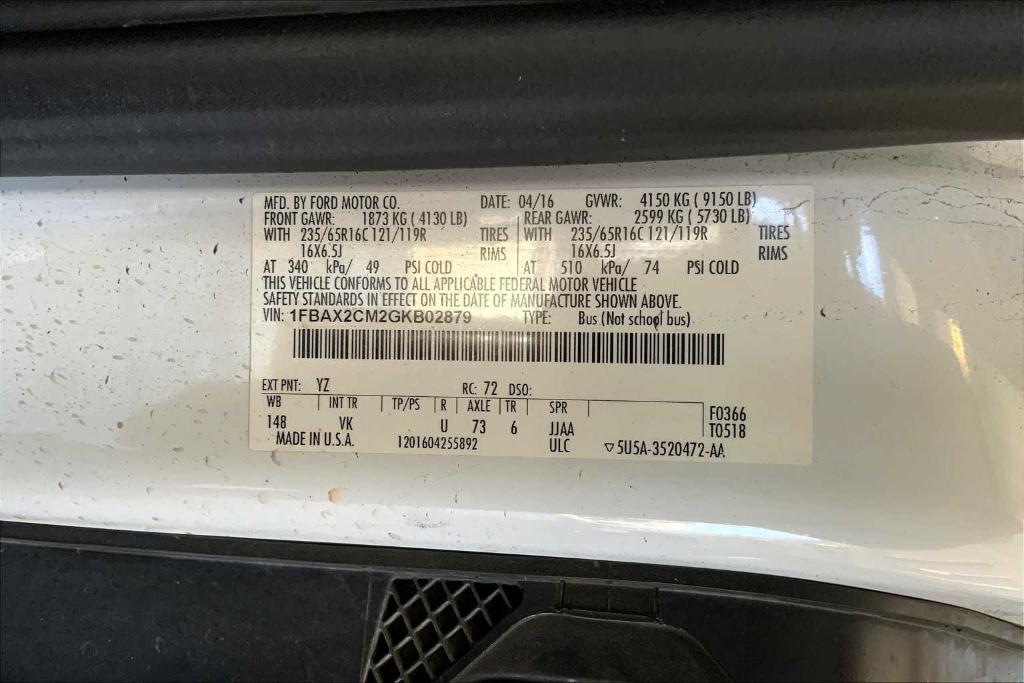 MFD. BY FORD MOTOR CO. DATE: 04/16 GVWR: 4150 KG ( 9150 LB)
FRONT GAWR: 1873 KG ( 4130 LB) REAR GAWR: 2599 KG ( 5730 LB)
WITH 235/65R16C 121/119R TIRES WITH 235/65R16C 121/119R TIRES
16X6.5J RIMS 16X6.5J RIMS
AT 340 kPa/ 49 PSI COLD AT 510 kPa/ 74 PSI COLD
THIS VEHICLE CONFORMS TO ALL APPLICABLE FEDERAL MOTOR VEHICLE
SAFETY STANDARDS IN EFFECT ON THE DATE OF MANUFACTURE SHOWN ABOVE.
VIN: 1FBAX2CM2GKB02879 TYPE: Bus (Not school bus)
EXT PNT: YZ RC: 72 DSO:
WB INT TR TP/PS R AXLE TR SPR F0366
148 VK U 73 6 JJAA T0518
MADE IN U.S.A. 1201604255892 ULC ▽5U5A-3520472-AA